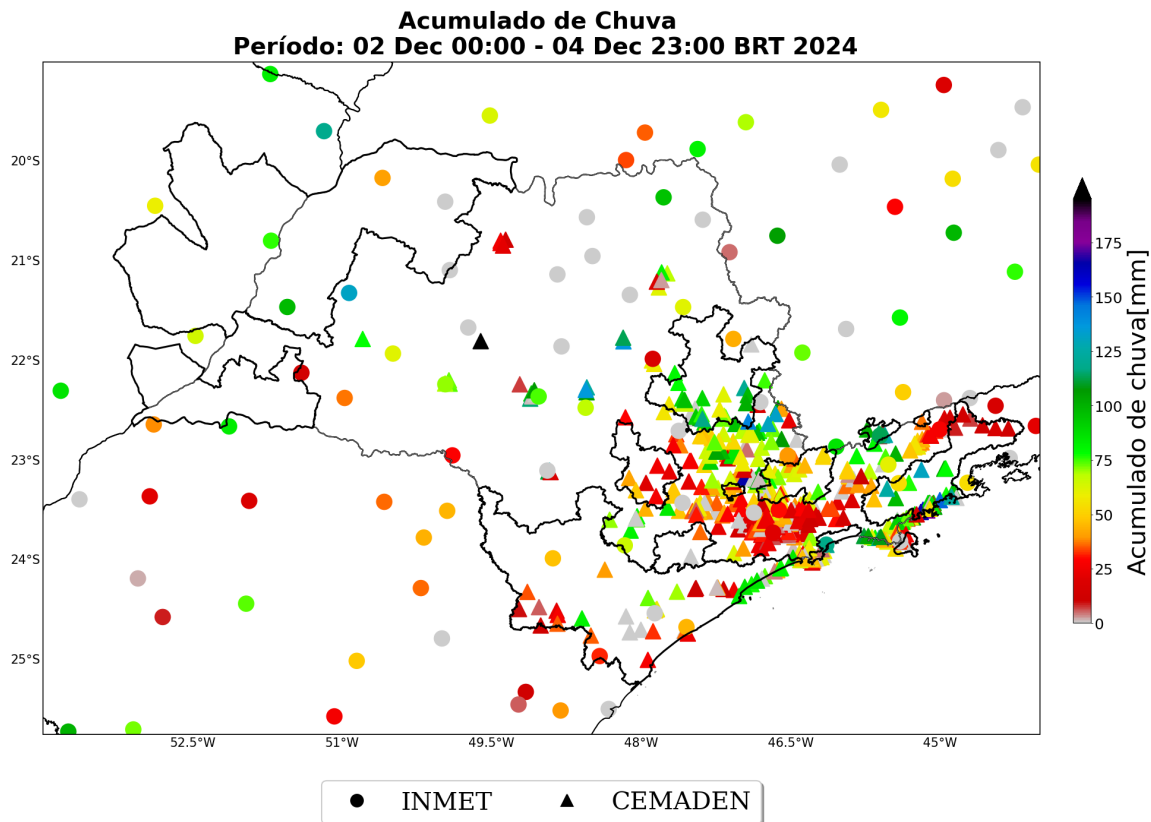 Acumulado de Chuva
Período: 02 Dec 00:00 - 04 Dec 23:00 BRT 2024
20°S
21°S
22°S
23°S
24°S
25°S
52.5°W
51°W
49.5°W
48°W
46.5°W
45°W
175
150
125
100
75
50
25
0
Acumulado de chuva[mm]
INMET
CEMADEN